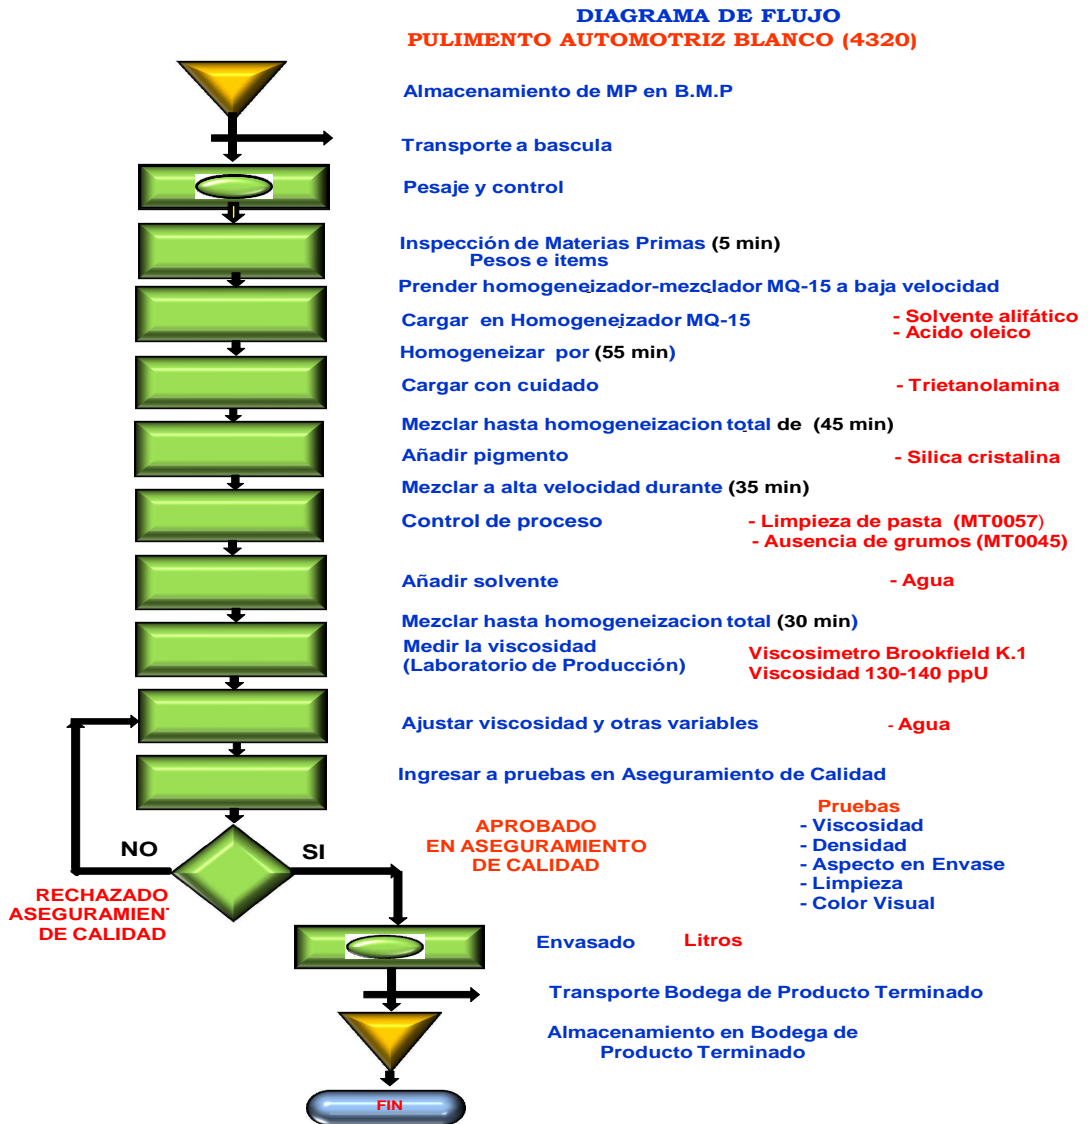 DIAGRAMA DE FLUJO
PULIMENTO AUTOMOTRIZ BLANCO (4320)
Almacenamiento de MP en B.M.P
Transporte a bascula
Pesaje y control
Inspección de Materias Primas (5 min)
Pesos e items
Prender homogeneizador-mezclador MQ-15 a baja velocidad
Cargar en Homogeneizador MQ-15
- Solvente alifático
- Acido oleico
Homogeneizar por (55 min)
Cargar con cuidado
- Trietanolamina
Mezclar hasta homogeneizacion total de (45 min)
Añadir pigmento
- Silica cristalina
Mezclar a alta velocidad durante (35 min)
Control de proceso
- Limpieza de pasta (MT0057)
- Ausencia de grumos (MT0045)
Añadir solvente
- Agua
Mezclar hasta homogeneizacion total (30 min)
Medir la viscosidad
(Laboratorio de Producción)
Viscosimetro Brookfield K.1
Viscosidad 130-140 ppU
Ajustar viscosidad y otras variables
- Agua
Ingresar a pruebas en Aseguramiento de Calidad
Pruebas
- Viscosidad
- Densidad
- Aspecto en Envase
- Limpieza
- Color Visual
APROBADO
EN ASEGURAMIENTO
DE CALIDAD
NO
SI
RECHAZADO
ASEGURAMIENT
DE CALIDAD
Envasado
Litros
Transporte Bodega de Producto Terminado
Almacenamiento en Bodega de
Producto Terminado
FIN